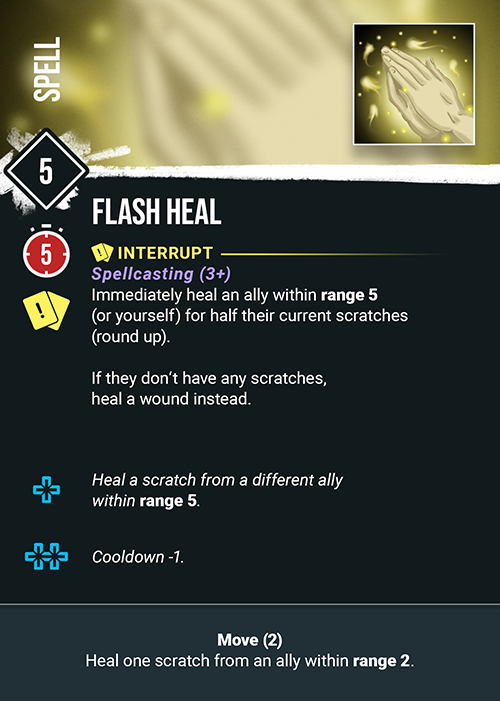 SPELL
5
FLASH HEAL
5
! INTERRUPT
Spellcasting (3+)
! Immediately heal an ally within range 5
(or yourself) for half their current scratches
(round up).
If they don‘t have any scratches,
heal a wound instead.
Heal a scratch from a different ally
within range 5.
Cooldown -1.
Move (2)
Heal one scratch from an ally within range 2.